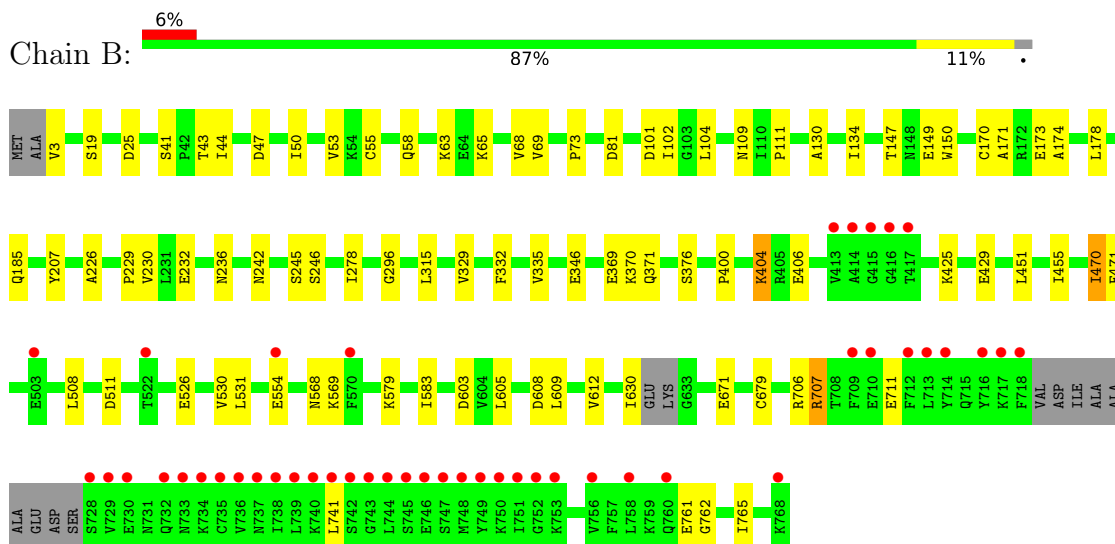 6%
Chain B:
87%
11%
•
MET ALA V3 S19 D25 S41 P42 T43 I44 D47 I50 V53 K54 C55 Q58 K63 E64 K65 V68 V69 P73 D81 D101 I102 G103 L104 N109 I110 P111 A130 I134 T147 N148 E149 W150 C170 A171 R172 E173 A174 L178
Q185 Y207 A226 P229 V230 L231 E232 N236 N242 S245 S246 I278 G296 L315 V329 F332 V335 E346 E369 K370 Q371 S376 P400 K404 R405 E406 V413 A414 G415 G416 T417 K425 E429 L451 I455 I470 E471
E503 L508 D511 T522 E526 V530 L531 E554 N568 K569 F570 K579 I583 D603 V604 L605 D608 L609 V612 I630 GLU LYS G633 E671 C679 R706 R707 T708 F709 E710 E711 F712 L713 Y714 Q715 Y716 K717 F718 VAL ASP ILE ALA ALA
ALA GLU ASP SER S728 V729 E730 N731 Q732 N733 K734 C735 V736 N737 I738 L739 K740 L741 S742 G743 L744 S745 E746 S747 M748 Y749 K750 I751 G752 K753 V756 F757 L758 K759 Q760 E761 G762 I765 K768